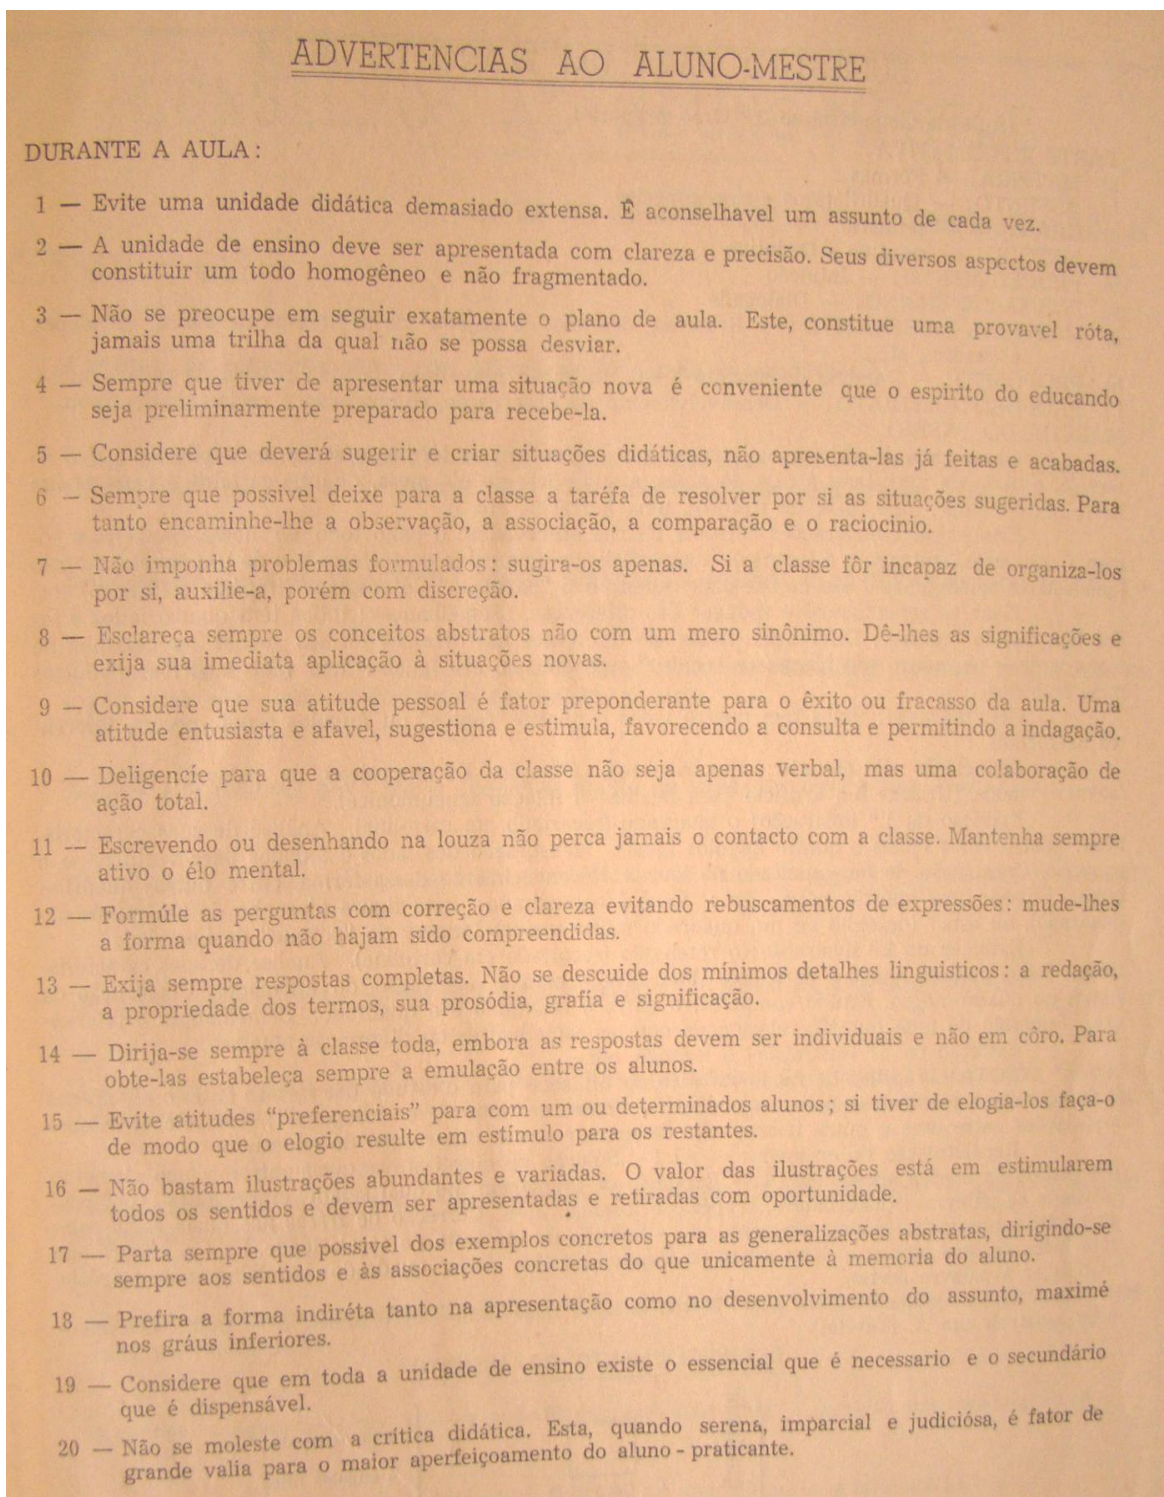 ADVERTENCIAS AO ALUNO-MESTRE
DURANTE A AULA:
1 — Evite uma unidade didática demasiado extensa. É aconselhavel um assunto de cada vez.
2 — A unidade de ensino deve ser apresentada com clareza e precisão. Seus diversos aspectos devem
constituir um todo homogêneo e não fragmentado.
3 — Não se preocupe em seguir exatamente o plano de aula. Este, constitue uma provavel róta,
jamais uma trilha da qual não se possa desviar.
4 — Sempre que tiver de apresentar uma situação nova é conveniente que o espirito do educando
seja preliminarmente preparado para recebe-la.
5 — Considere que deverá sugerir e criar situações didáticas, não apresenta-las já feitas e acabadas.
6 — Sempre que possivel deixe para a classe a taréfa de resolver por si as situações sugeridas. Para
tanto encaminhe-lhe a observação, a associação, a comparação e o raciocinio.
7 — Não imponha problemas formulados: sugira-os apenas. Si a classe fôr incapaz de organiza-los
por si, auxilie-a, porém com discreção.
8 — Esclareça sempre os conceitos abstratos não com um mero sinônimo. Dê-lhes as significações e
exija sua imediata aplicação à situações novas.
9 — Considere que sua atitude pessoal é fator preponderante para o êxito ou fracasso da aula. Uma
atitude entusiasta e afavel, sugestiona e estimula, favorecendo a consulta e permitindo a indagação.
10 — Deligencie para que a cooperação da classe não seja apenas verbal, mas uma colaboração de
ação total.
11 — Escrevendo ou desenhando na louza não perca jamais o contacto com a classe. Mantenha sempre
ativo o élo mental.
12 — Formúle as perguntas com correção e clareza evitando rebuscamentos de expressões: mude-lhes
a forma quando não hajam sido compreendidas.
13 — Exija sempre respostas completas. Não se descuide dos mínimos detalhes linguisticos: a redação,
a propriedade dos termos, sua prosódia, grafía e significação.
14 — Dirija-se sempre à classe toda, embora as respostas devem ser individuais e não em côro. Para
obte-las estabeleça sempre a emulação entre os alunos.
15 — Evite atitudes "preferenciais" para com um ou determinados alunos; si tiver de elogia-los faça-o
de modo que o elogio resulte em estímulo para os restantes.
16 — Não bastam ilustrações abundantes e variadas. O valor das ilustrações está em estimularem
todos os sentidos e devem ser apresentadas e retiradas com oportunidade.
17 — Parta sempre que possivel dos exemplos concretos para as generalizações abstratas, dirigindo-se
sempre aos sentidos e às associações concretas do que unicamente à memoria do aluno.
18 — Prefira a forma indiréta tanto na apresentação como no desenvolvimento do assunto, maximé
nos gráus inferiores.
19 — Considere que em toda a unidade de ensino existe o essencial que é necessario e o secundário
que é dispensável.
20 — Não se moleste com a crítica didática. Esta, quando serena, imparcial e judiciósa, é fator de
grande valia para o maior aperfeiçoamento do aluno - praticante.